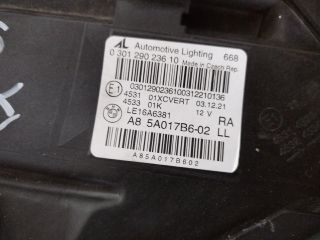 AL Automotive Lighting 668
0 301 290 236 10 Made in Czech Rep.
0301290236100312210136
E1 4531 01XCVERT 03.12.21
4533 01K 12 V
LE16A6381 RA
A8 5A017B6-02 LL
A85A017B602